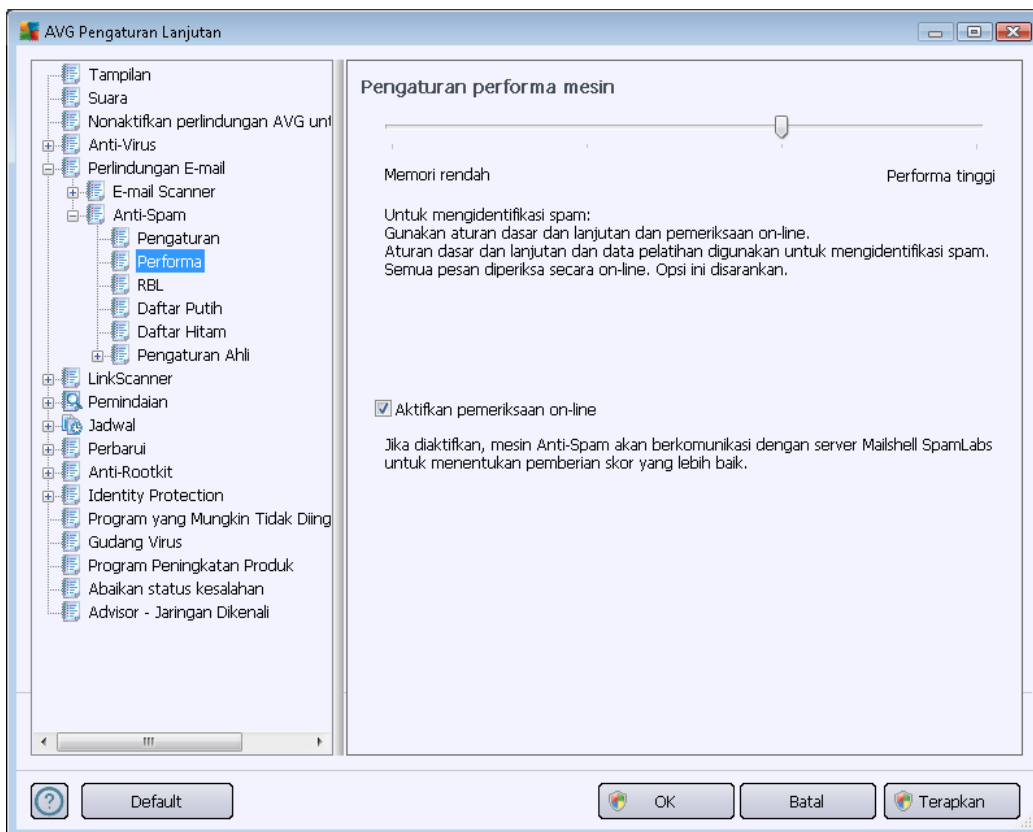 AVG Pengaturan Lanjutan
Tampilan
Suara
Nonaktifkan perlindungan AVG unt
Anti-Virus
Perlindungan E-mail
E-mail Scanner
Anti-Spam
Pengaturan
Performa
RBL
Daftar Putih
Daftar Hitam
Pengaturan Ahli
LinkScanner
Pemindaian
Jadwal
Perbarui
Anti-Rootkit
Identity Protection
Program yang Mungkin Tidak Diing
Gudang Virus
Program Peningkatan Produk
Abaikan status kesalahan
Advisor - Jaringan Dikenali
Pengaturan performa mesin
Memori rendah
Performa tinggi
Untuk mengidentifikasi spam:
Gunakan aturan dasar dan lanjutan dan pemeriksaan on-line.
Aturan dasar dan lanjutan dan data pelatihan digunakan untuk mengidentifikasi spam.
Semua pesan diperiksa secara on-line. Opsi ini disarankan.
Aktifkan pemeriksaan on-line
Jika diaktifkan, mesin Anti-Spam akan berkomunikasi dengan server Mailshell SpamLabs
untuk menentukan pemberian skor yang lebih baik.
Default
OK
Batal
Terapkan